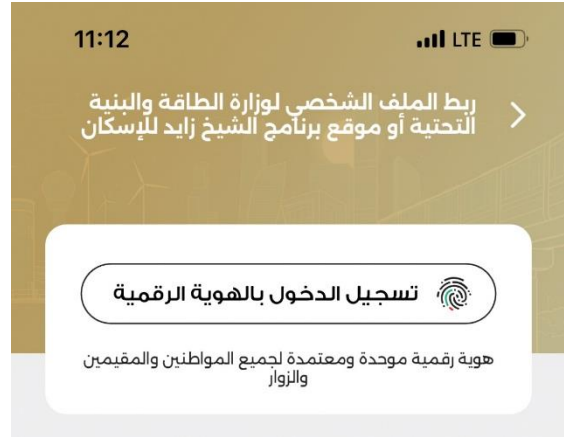 11:12 LTE
ربط الملف الشخصي لوزارة الطاقة والبنية
التحتية أو موقع برنامج الشيخ زايد للإسكان
تسجيل الدخول بالهوية الرقمية
هوية رقمية موحدة ومعتمدة لجميع المواطنين والمقيمين
والزوار